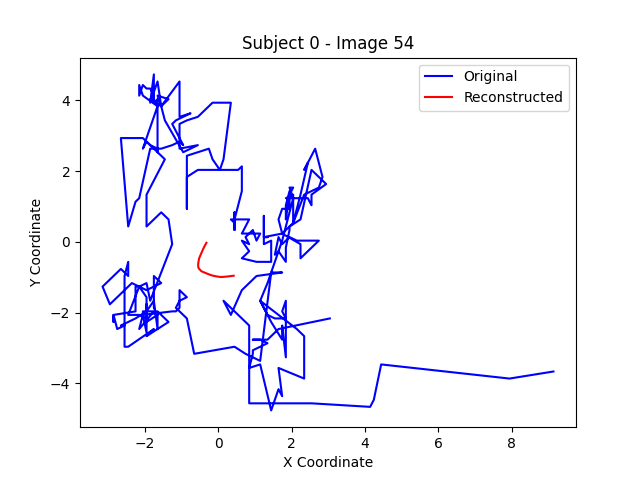 Subject 0 - Image 54
Original
Reconstructed
Y Coordinate
4
2
0
−2
−4
−2 0 2 4 6 8
X Coordinate